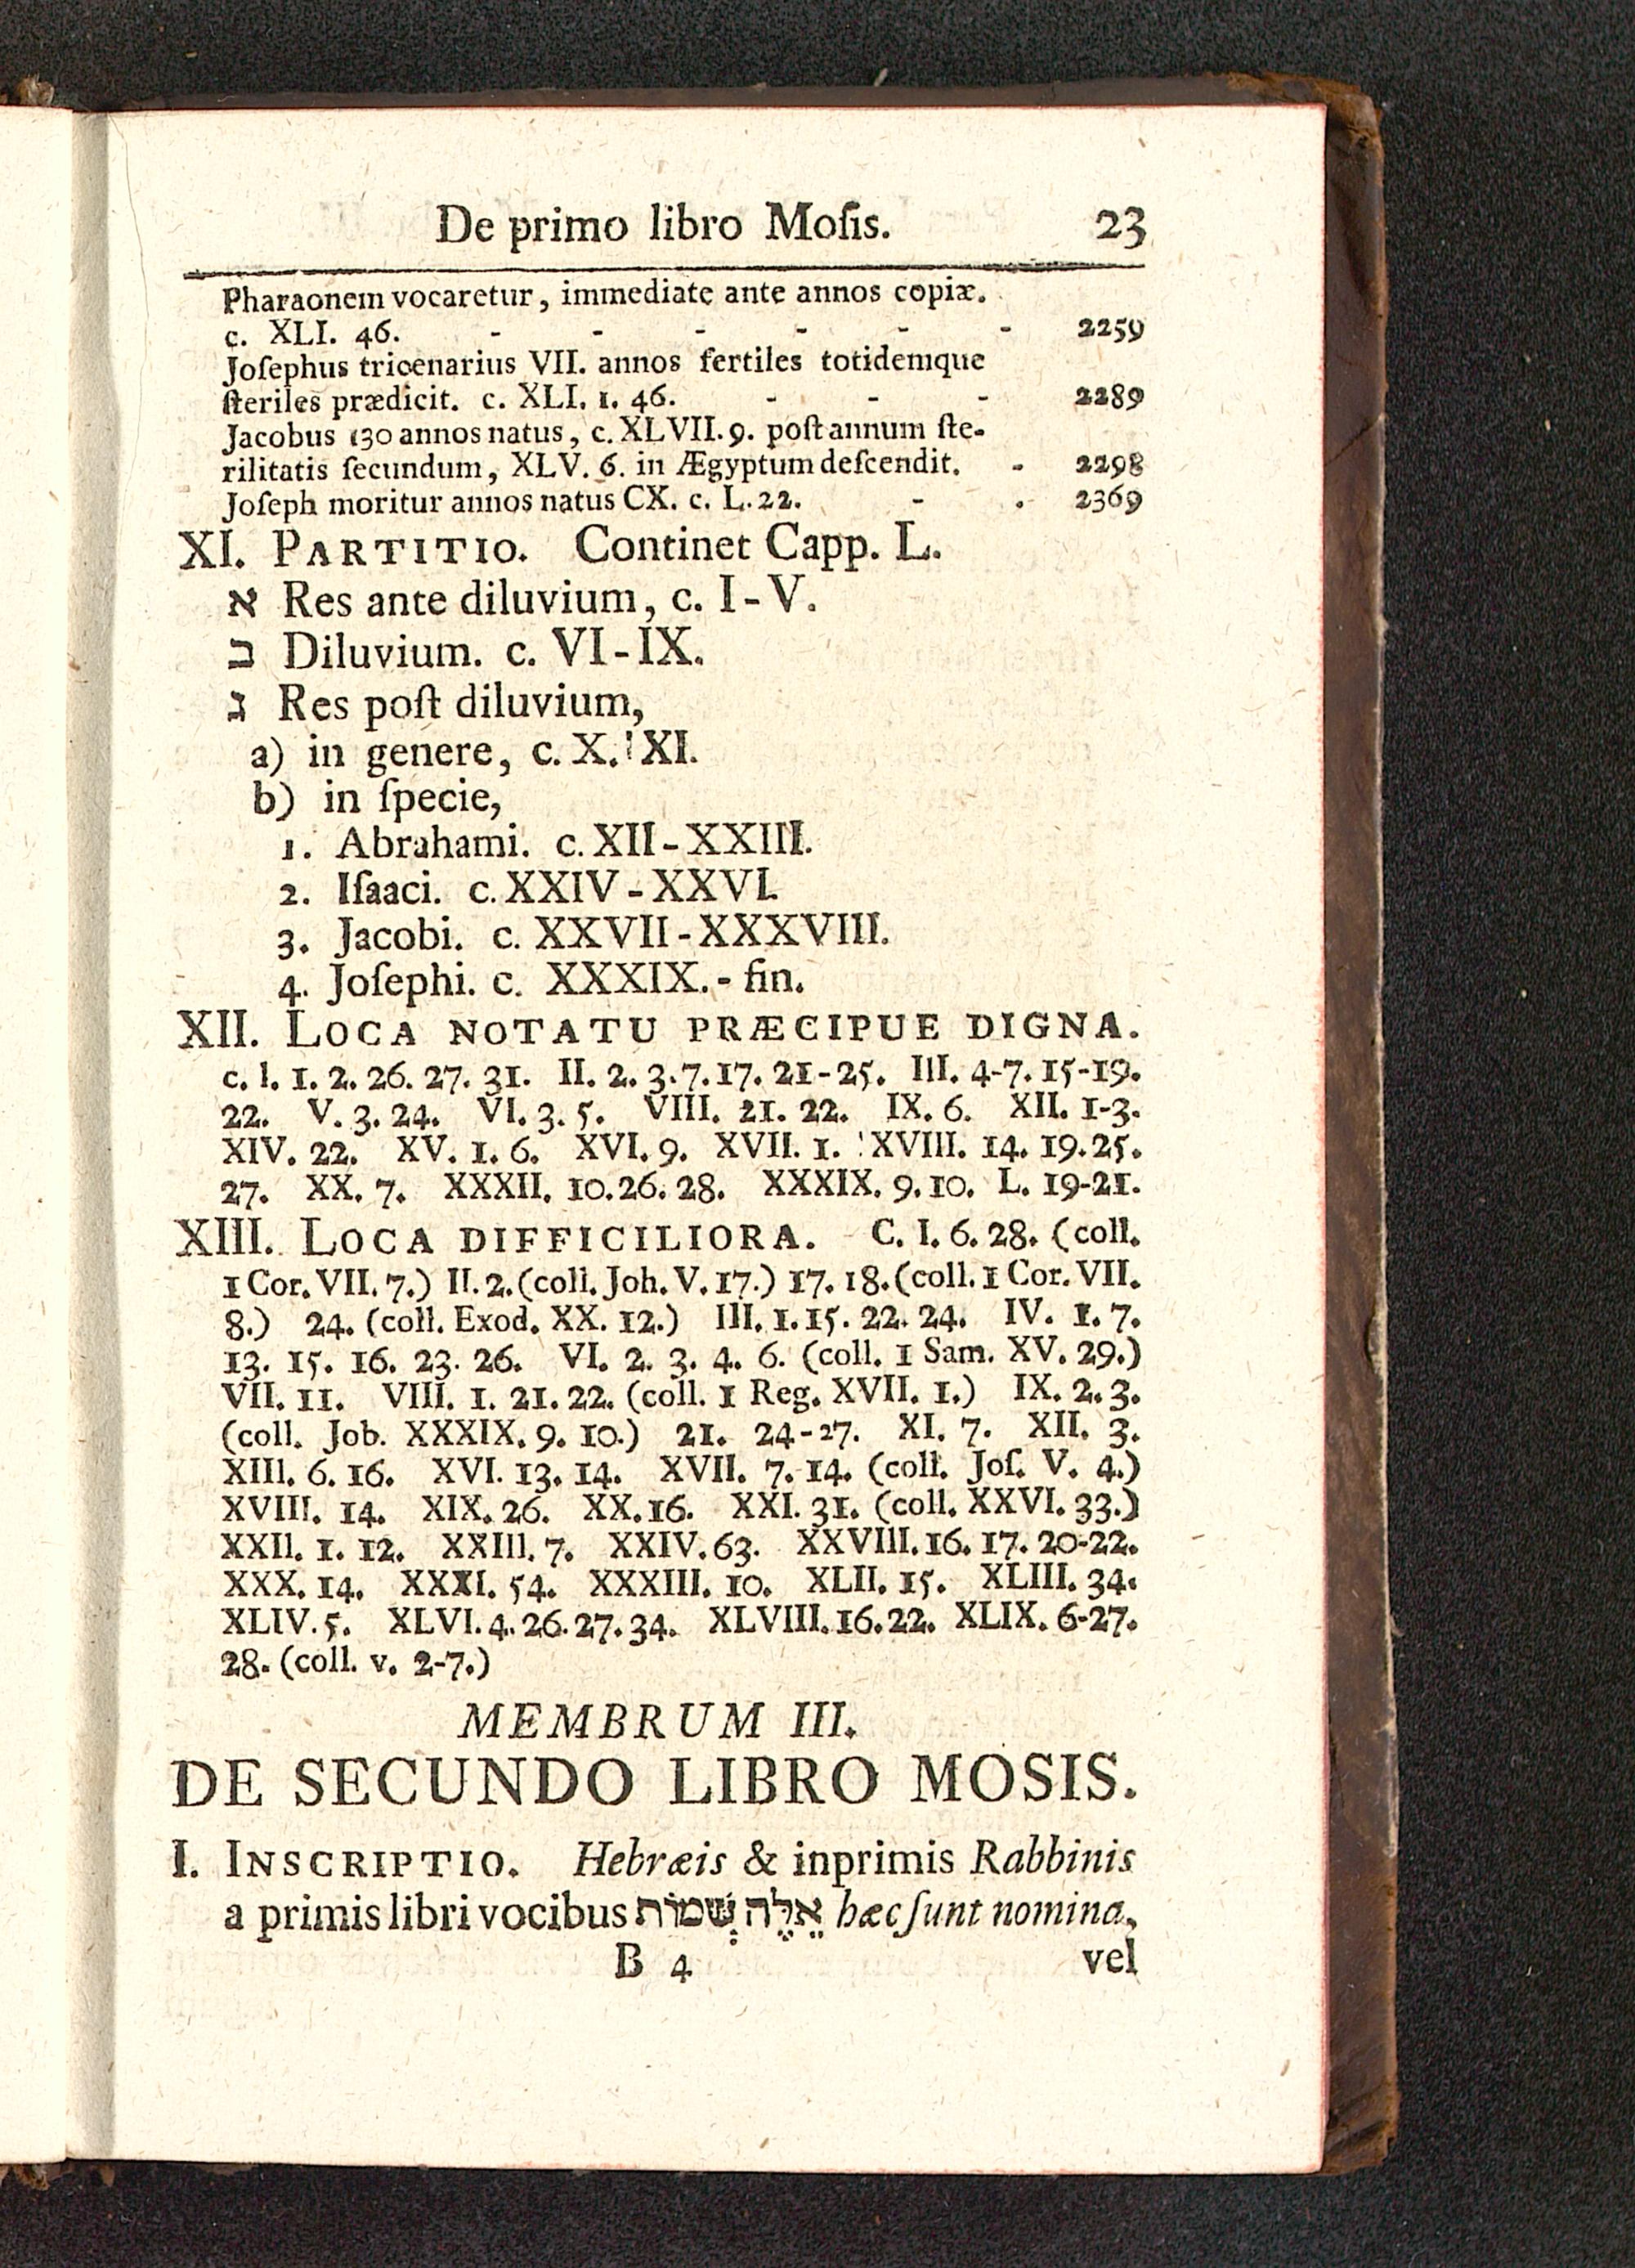 De primo libro Moſis. 23
Pharaonem vocaretur, immediate ante annos copiæ.
c. XLI. 46. - - - - - - 2259
Joſephus tricenarius VII. annos fertiles totidemque
ſteriles prædicit. c. XLI. 1. 46. - - - 2289
Jacobus 130 annos natus, c. XLVII. 9. poſt annum ſte-
rilitatis ſecundum, XLV. 6. in Ægyptum deſcendit. - 2298
Joſeph moritur annos natus CX. c. L. 22. - . 2369
XI. PARTITIO. Continet Capp. L.
א Res ante diluvium, c. I-V.
ב Diluvium. c. VI-IX.
ג Res poſt diluvium,
a) in genere, c. X. XI.
b) in ſpecie,
1. Abrahami. c. XII-XXIII.
2. Iſaaci. c. XXIV-XXVI.
3. Jacobi. c. XXVII-XXXVIII.
4. Joſephi. c. XXXIX.- fin.
XII. LOCA NOTATU PRÆCIPUE DIGNA.
c. I. 1. 2. 26. 27. 31. II. 2. 3. 7. 17. 21-25. III. 4-7. 15-19.
22. V. 3. 24. VI. 3. 5. VIII. 21. 22. IX. 6. XII. 1-3.
XIV. 22. XV. 1. 6. XVI. 9. XVII. 1. XVIII. 14. 19. 25.
27. XX. 7. XXXII. 10. 26. 28. XXXIX. 9. 10. L. 19-21.
XIII. LOCA DIFFICILIORA. C. I. 6. 28. (coll.
1 Cor. VII. 7.) II. 2. (coll. Joh. V. 17.) 17. 18. (coll. 1 Cor. VII.
8.) 24. (coll. Exod. XX. 12.) III. 1. 15. 22. 24. IV. 1. 7.
13. 15. 16. 23. 26. VI. 2. 3. 4. 6. (coll. 1 Sam. XV. 29.)
VII. 11. VIII. 1. 21. 22. (coll. 1 Reg. XVII. 1.) IX. 2. 3.
(coll. Job. XXXIX. 9. 10.) 21. 24-27. XI. 7. XII. 3.
XIII. 6. 16. XVI. 13. 14. XVII. 7. 14. (coll. Joſ. V. 4.)
XVIII. 14. XIX. 26. XX. 16. XXI. 31. (coll. XXVI. 33.)
XXII. 1. 12. XXIII. 7. XXIV. 63. XXVIII. 16. 17. 20-22.
XXX. 14. XXXI. 54. XXXIII. 10. XLII. 15. XLIII. 34.
XLIV. 5. XLVI. 4. 26. 27. 34. XLVIII. 16. 22. XLIX. 6-27.
28. (coll. v. 2-7.)
MEMBRUM III.
DE SECUNDO LIBRO MOSIS.
I. INSCRIPTIO. Hebræis & inprimis Rabbinis
a primis libri vocibus אֵלֶּה שְׁמוֹת hæc ſunt nomina,
B 4 vel